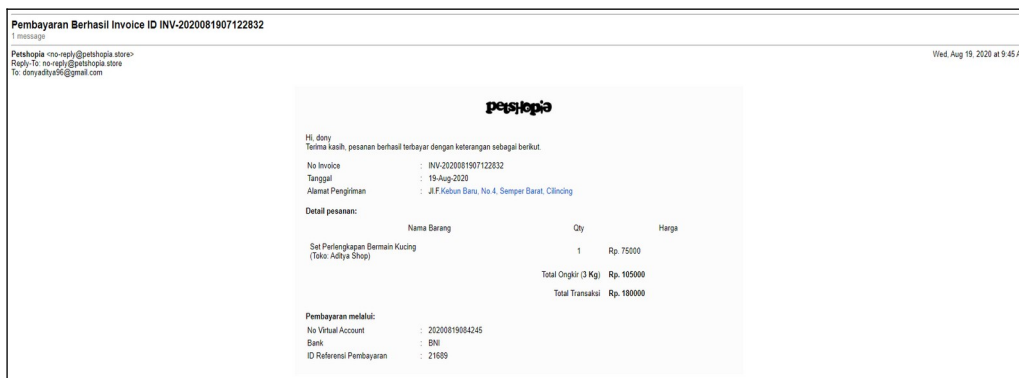 Pembayaran Berhasil Invoice ID INV-2020081907122832
1 message
Petshopia <no-reply@petshopia.store> Wed, Aug 19, 2020 at 9:45 A
Reply-To: no-reply@petshopia.store
To: donyaditya96@gmail.com
petshopia
Hi, dony
Terima kasih, pesanan berhasil terbayar dengan keterangan sebagai berikut.
No Invoice : INV-2020081907122832
Tanggal : 19-Aug-2020
Alamat Pengiriman : Jl.F.Kebun Baru, No.4, Semper Barat, Cilincing
Detail pesanan:
Nama Barang Qty Harga
Set Perlengkapan Bermain Kucing 1 Rp. 75000
(Toko: Aditya Shop)
Total Ongkir (3 Kg) Rp. 105000
Total Transaksi Rp. 180000
Pembayaran melalui:
No Virtual Account : 20200819084245
Bank : BNI
ID Referensi Pembayaran : 21689